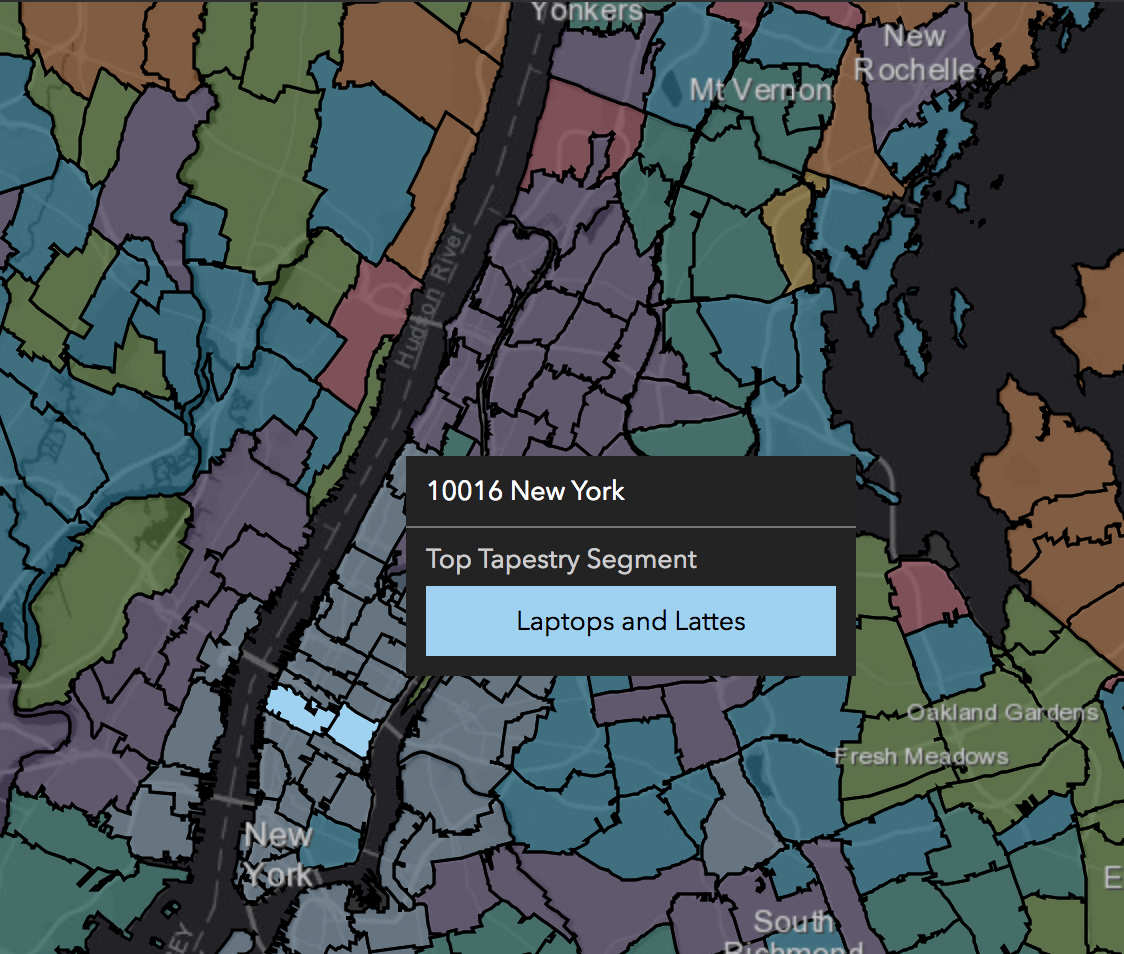 Yonkers
New
Rochelle
Mt Vernon
Hudson River
10016 New York
Top Tapestry Segment
Laptops and Lattes
Oakland Gardens
Fresh Meadows
New
York
E
South
Richmond
EY